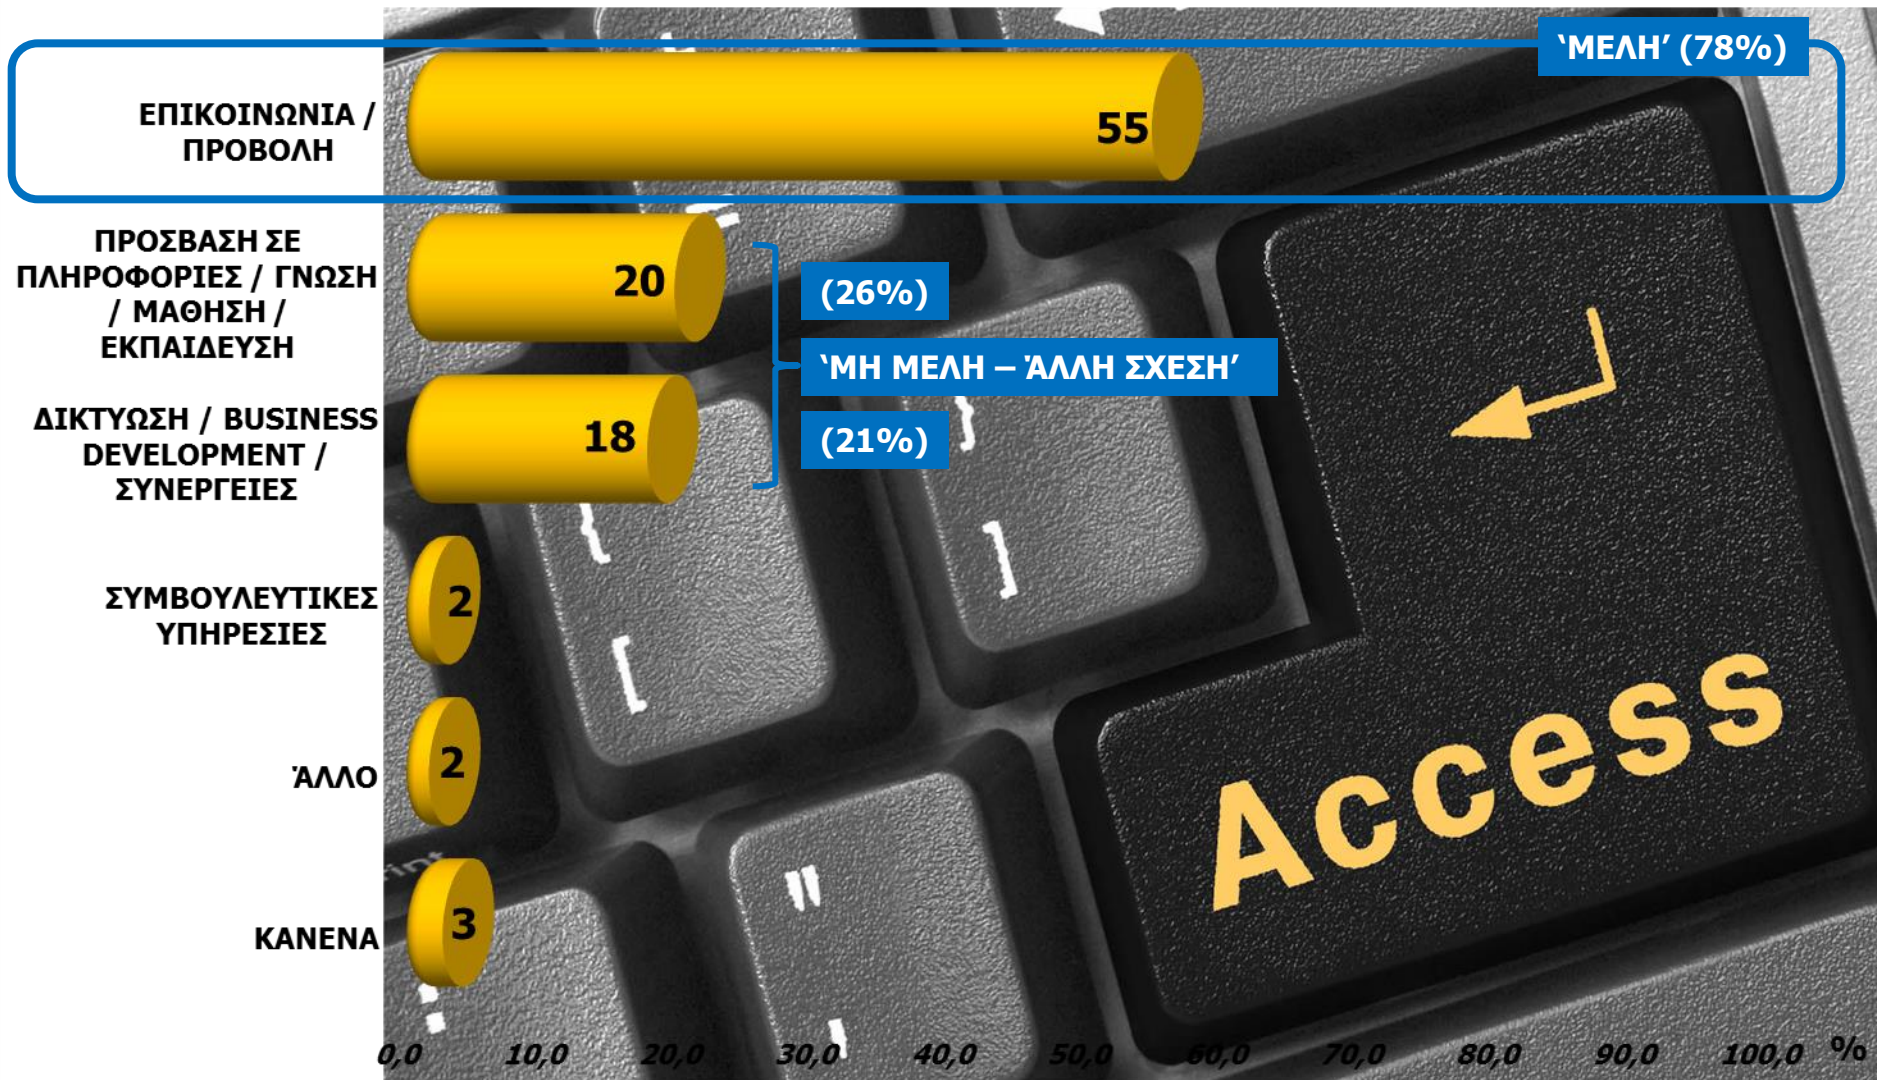 ‘ΜΕΛΗ’ (78%)
ΕΠΙΚΟΙΝΩΝΙΑ /
ΠΡΟΒΟΛΗ
55
ΠΡΟΣΒΑΣΗ ΣΕ
ΠΛΗΡΟΦΟΡΙΕΣ / ΓΝΩΣΗ
/ ΜΑΘΗΣΗ /
ΕΚΠΑΙΔΕΥΣΗ
20
(26%)
‘ΜΗ ΜΕΛΗ – ΆΛΛΗ ΣΧΕΣΗ’
(21%)
ΔΙΚΤΥΩΣΗ / BUSINESS
DEVELOPMENT /
ΣΥΝΕΡΓΕΙΕΣ
18
ΣΥΜΒΟΥΛΕΥΤΙΚΕΣ
ΥΠΗΡΕΣΙΕΣ
2
ΆΛΛΟ
2
ΚΑΝΕΝΑ
3
}
{
]
[
"
Access
0,0 10,0 20,0 30,0 40,0 50,0 60,0 70,0 80,0 90,0 100,0 %